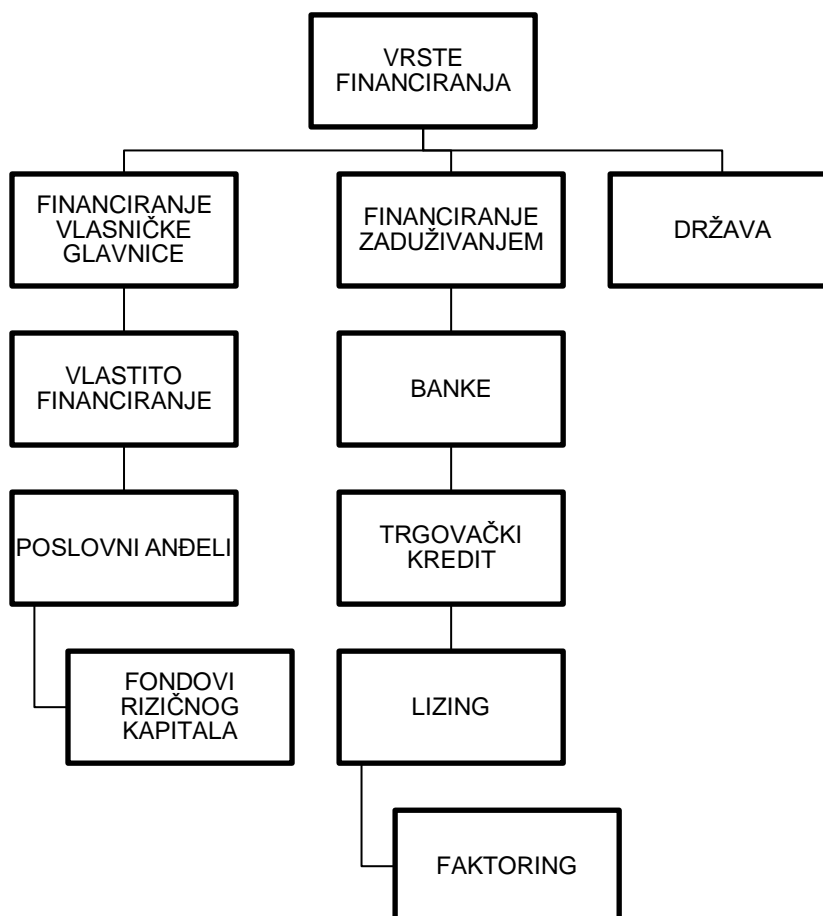 VRSTE
FINANCIRANJA
FINANCIRANJE
VLASNIČKE
GLAVNICE
FINANCIRANJE
ZADUŽIVANJEM
DRŽAVA
VLASTITO
FINANCIRANJE
BANKE
POSLOVNI ANĐELI
TRGOVAČKI
KREDIT
FONDOVI
RIZIČNOG
KAPITALA
LIZING
FAKTORING